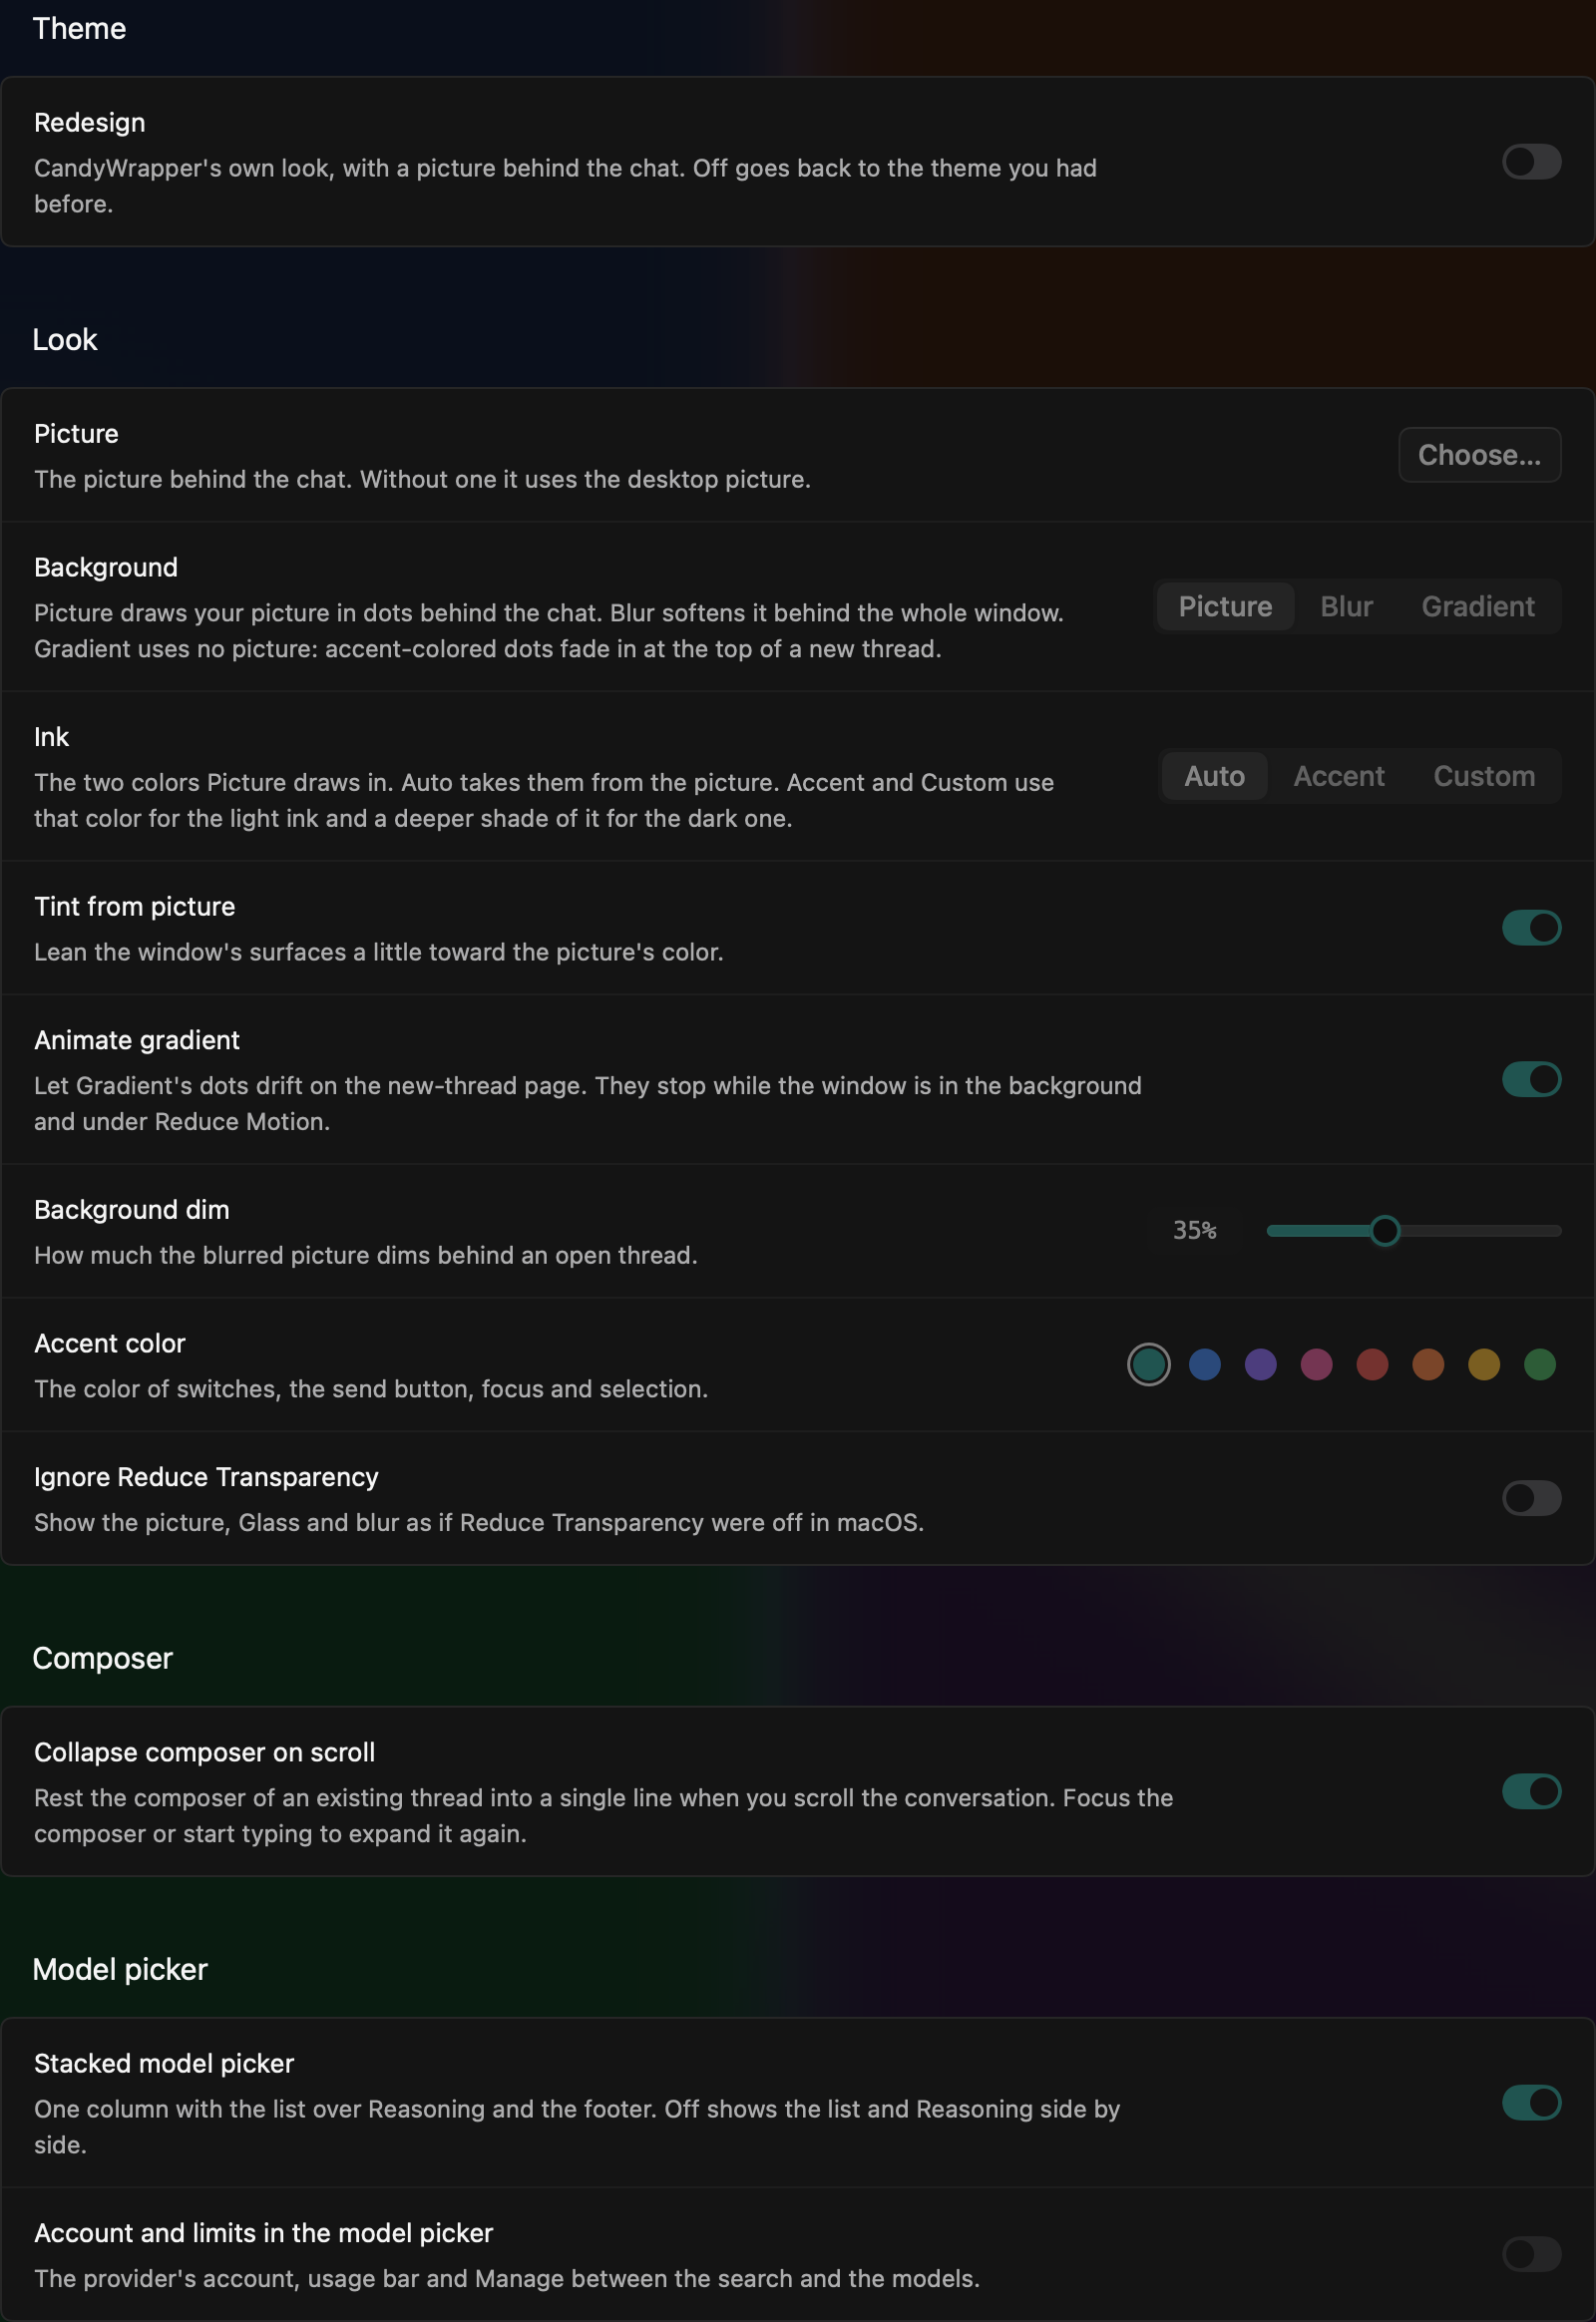 Theme
Redesign
CandyWrapper's own look, with a picture behind the chat. Off goes back to the theme you had
before.
Look
Picture
The picture behind the chat. Without one it uses the desktop picture.
Choose...
Background
Picture draws your picture in dots behind the chat. Blur softens it behind the whole window.
Gradient uses no picture: accent-colored dots fade in at the top of a new thread.
Picture Blur Gradient
Ink
The two colors Picture draws in. Auto takes them from the picture. Accent and Custom use
that color for the light ink and a deeper shade of it for the dark one.
Auto Accent Custom
Tint from picture
Lean the window's surfaces a little toward the picture's color.
Animate gradient
Let Gradient's dots drift on the new-thread page. They stop while the window is in the background
and under Reduce Motion.
Background dim
How much the blurred picture dims behind an open thread.
35%
Accent color
The color of switches, the send button, focus and selection.
Ignore Reduce Transparency
Show the picture, Glass and blur as if Reduce Transparency were off in macOS.
Composer
Collapse composer on scroll
Rest the composer of an existing thread into a single line when you scroll the conversation. Focus the
composer or start typing to expand it again.
Model picker
Stacked model picker
One column with the list over Reasoning and the footer. Off shows the list and Reasoning side by
side.
Account and limits in the model picker
The provider's account, usage bar and Manage between the search and the models.